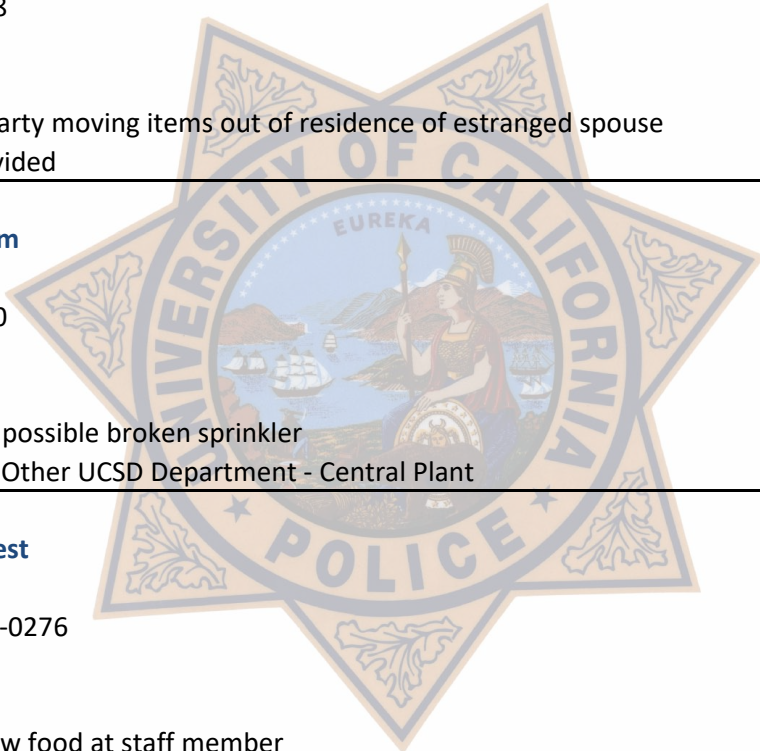 8
arty moving items out of residence of estranged spouse
vided
UNIVERSITY OF CALIFORNIA
EUREKA
m
0
possible broken sprinkler
Other UCSD Department - Central Plant
POLICE
est
-0276
w food at staff member